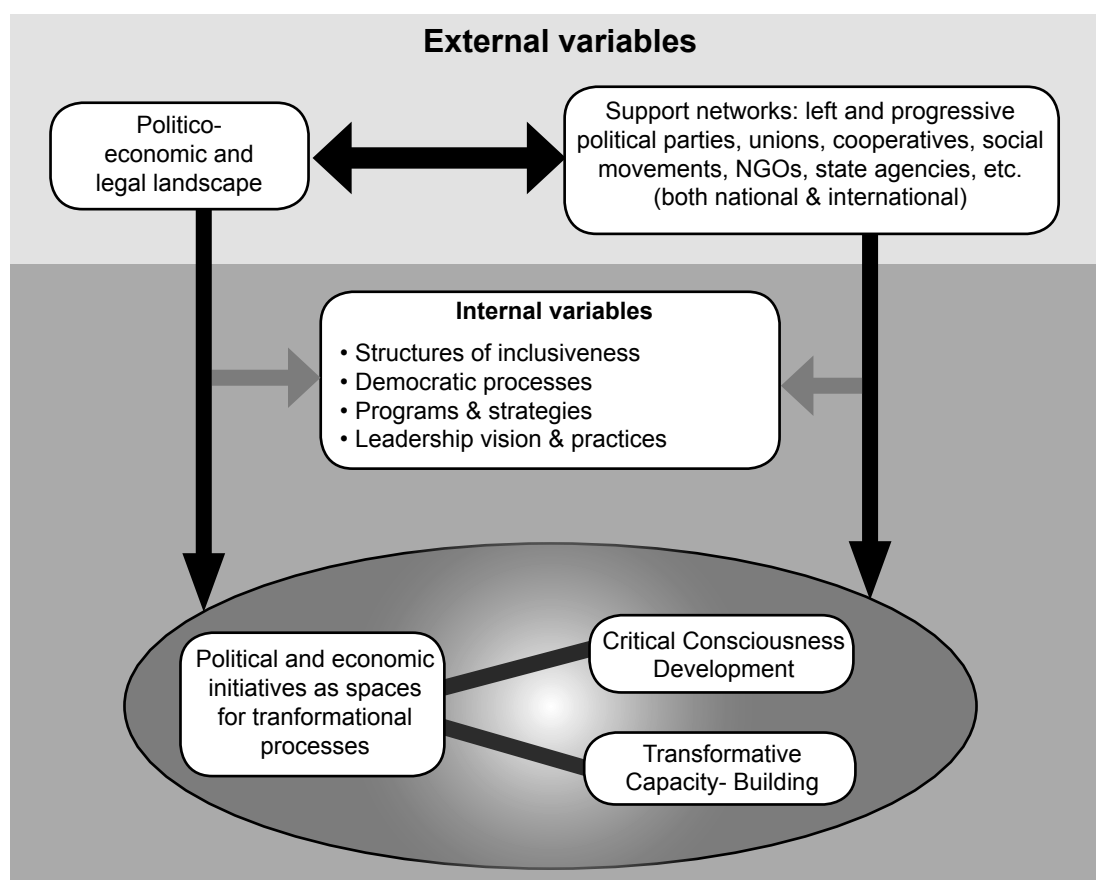 External variables
Politico-
economic and
legal landscape
Support networks: left and progressive
political parties, unions, cooperatives, social
movements, NGOs, state agencies, etc.
(both national & international)
Internal variables
• Structures of inclusiveness
• Democratic processes
• Programs & strategies
• Leadership vision & practices
Political and economic
initiatives as spaces
for tranformational
processes
Critical Consciousness
Development
Transformative
Capacity- Building